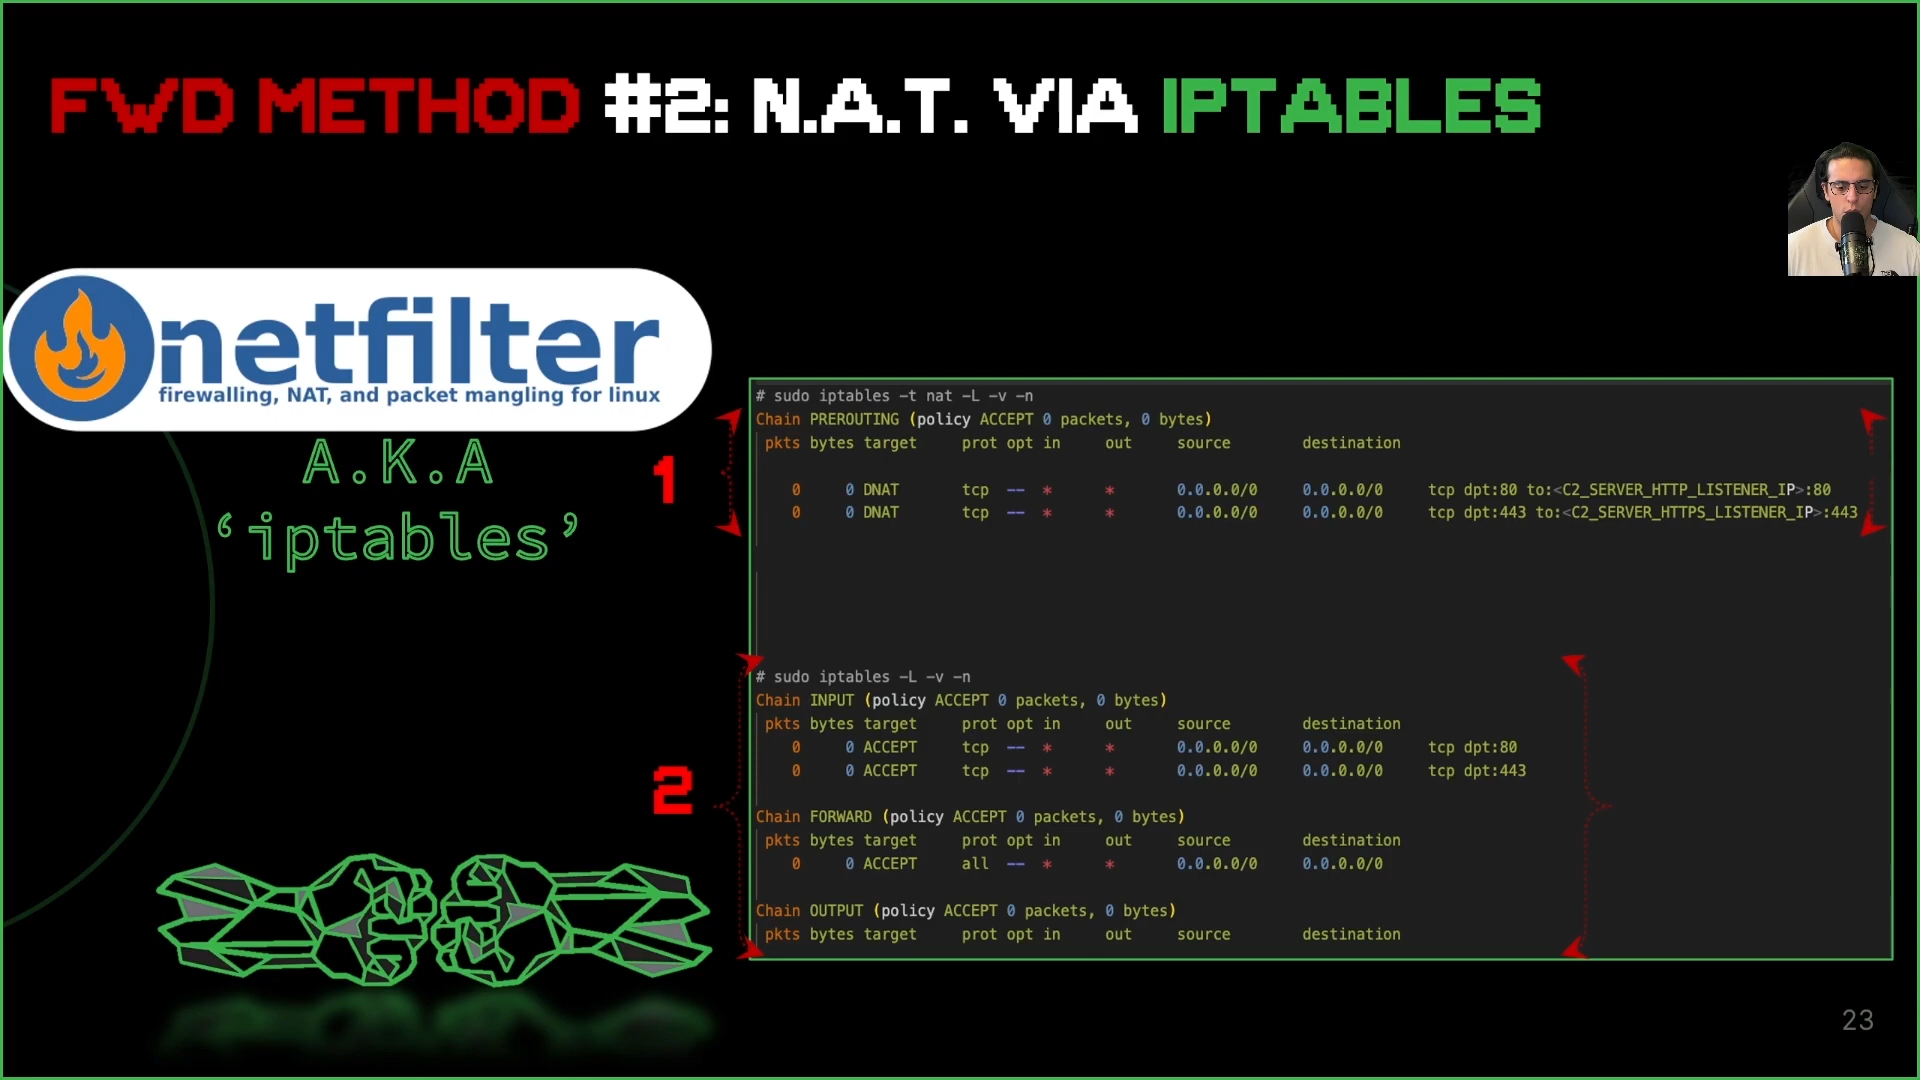 FWD METHOD #2: N.A.T. VIA IPTABLES
netfilter
firewalling, NAT, and packet mangling for linux
A.K.A
‘iptables’
1
# sudo iptables -t nat -L -v -n
Chain PREROUTING (policy ACCEPT 0 packets, 0 bytes)
pkts bytes target prot opt in out source destination
0 0 DNAT tcp -- * * 0.0.0.0/0 0.0.0.0/0 tcp dpt:80 to:<C2_SERVER_HTTP_LISTENER_IP>:80
0 0 DNAT tcp -- * * 0.0.0.0/0 0.0.0.0/0 tcp dpt:443 to:<C2_SERVER_HTTPS_LISTENER_IP>:443
2
# sudo iptables -L -v -n
Chain INPUT (policy ACCEPT 0 packets, 0 bytes)
pkts bytes target prot opt in out source destination
0 0 ACCEPT tcp -- * * 0.0.0.0/0 0.0.0.0/0 tcp dpt:80
0 0 ACCEPT tcp -- * * 0.0.0.0/0 0.0.0.0/0 tcp dpt:443
Chain FORWARD (policy ACCEPT 0 packets, 0 bytes)
pkts bytes target prot opt in out source destination
0 0 ACCEPT all -- * * 0.0.0.0/0 0.0.0.0/0
Chain OUTPUT (policy ACCEPT 0 packets, 0 bytes)
pkts bytes target prot opt in out source destination
23